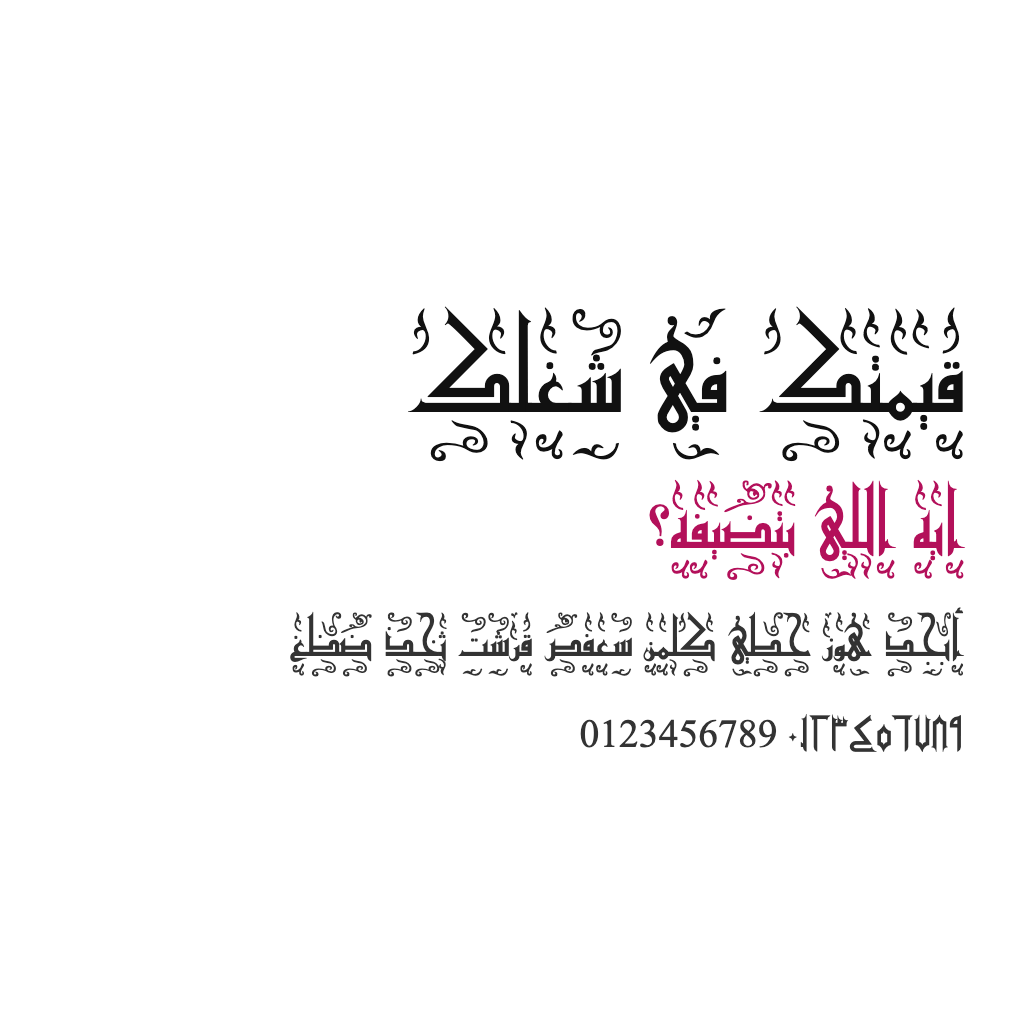 قيمتك في شغلك
ايه اللي بتضيفه؟
أبجد هوز حطي كلمن سعفص قرشت ثخذ ضظغ
0123456789 ٠١٢٣٤٥٦٧٨٩